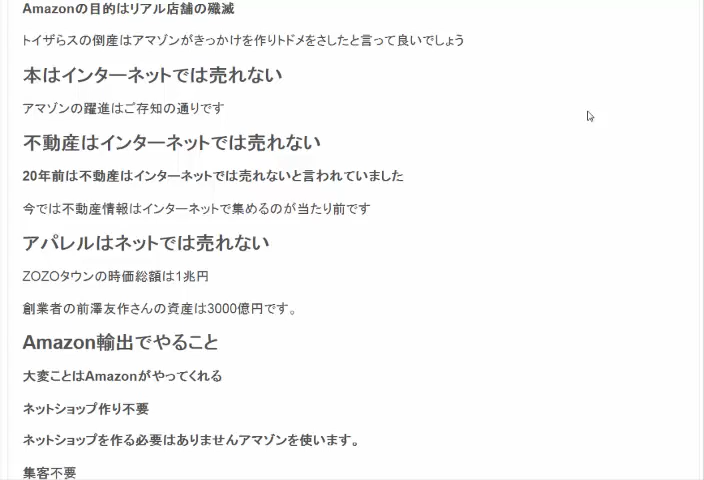 Amazonの目的はリアル店舗の殲滅
トイザらスの倒産はアマゾンがきっかけを作りトドメをさしたと言って良いでしょう
本はインターネットでは売れない
アマゾンの躍進はご存知の通りです
不動産はインターネットでは売れない
20年前は不動産はインターネットでは売れないと言われていました
今では不動産情報はインターネットで集めるのが当たり前です
アパレルはネットでは売れない
ZOZOタウンの時価総額は1兆円
創業者の前澤友作さんの資産は3000億円です。
Amazon輸出でやること
大変ことはAmazonがやってくれる
ネットショップ作り不要
ネットショップを作る必要はありませんアマゾンを使います。
集客不要